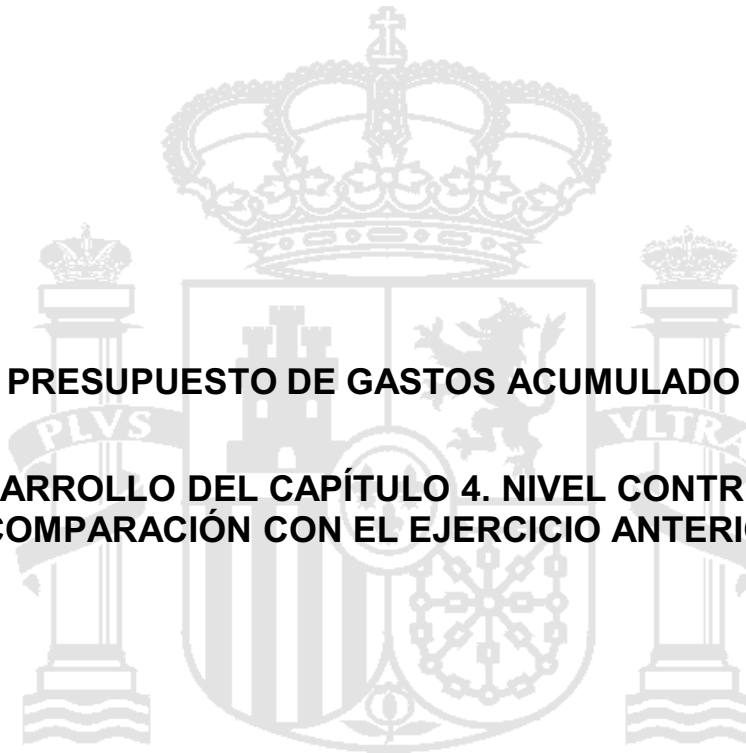 PRESUPUESTO DE GASTOS ACUMULADO
PLVS
VLTRA
ARROLLO DEL CAPÍTULO 4. NIVEL CONTR
COMPARACIÓN CON EL EJERCICIO ANTERIO